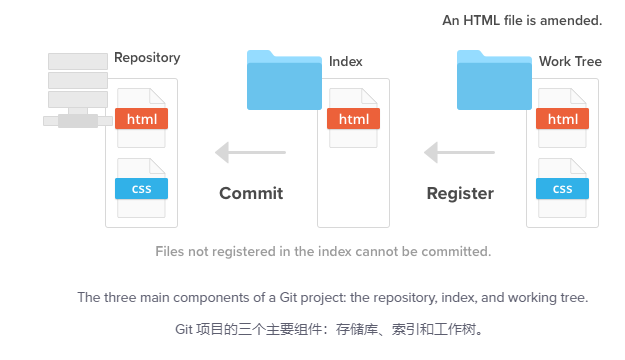 An HTML file is amended.
Repository
Index
Work Tree
html
html
html
css
css
Commit
Register
Files not registered in the index cannot be committed.
The three main components of a Git project: the repository, index, and working tree.
Git 项目的三个主要组件：存储库、索引和工作树。